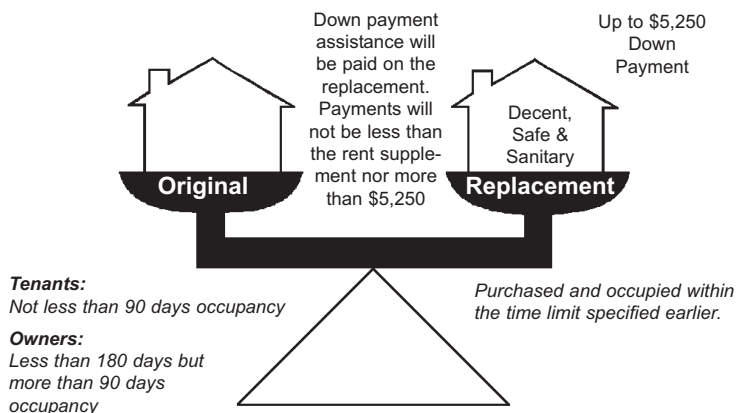 Down payment
assistance will
be paid on the
replacement.
Payments will
not be less than
the rent supple-
ment nor more
than $5,250
Up to $5,250
Down
Payment
Decent,
Safe &
Sanitary
Original
Replacement
Tenants:
Not less than 90 days occupancy
Owners:
Less than 180 days but
more than 90 days
occupancy
Purchased and occupied within
the time limit specified earlier.